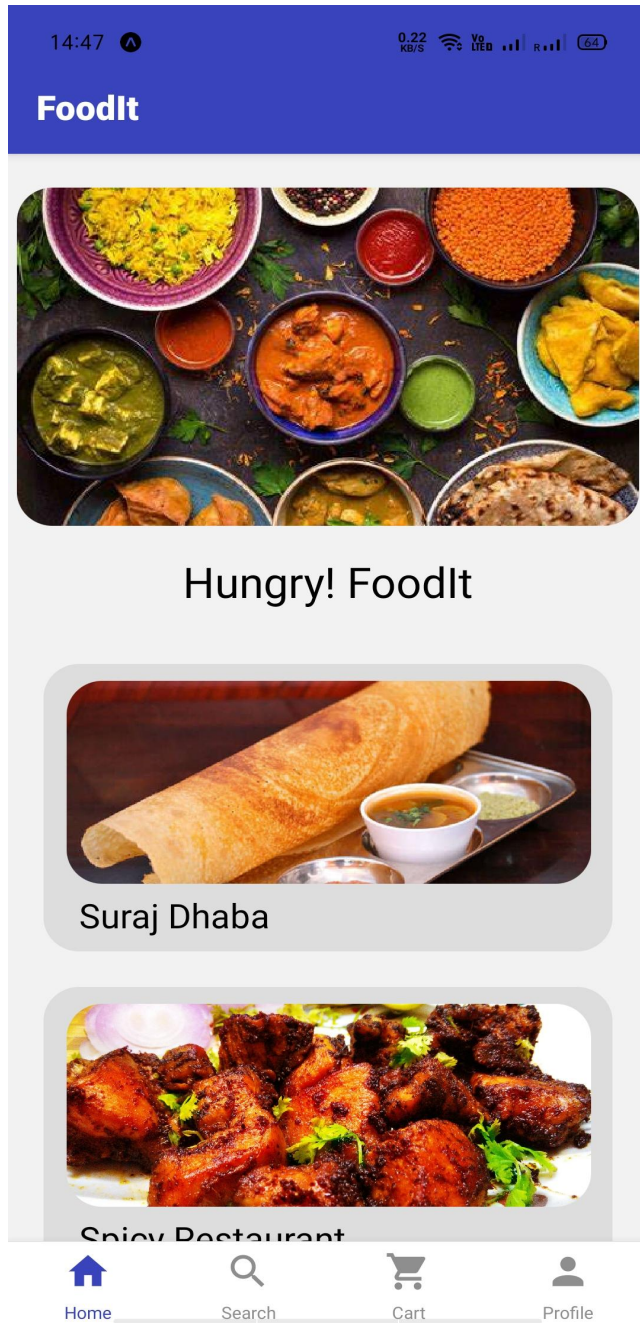 14:47
0.22 KB/S Vo LTE D R 64
FoodIt
Hungry! FoodIt
Suraj Dhaba
Spicy Restaurant
Home Search Cart Profile